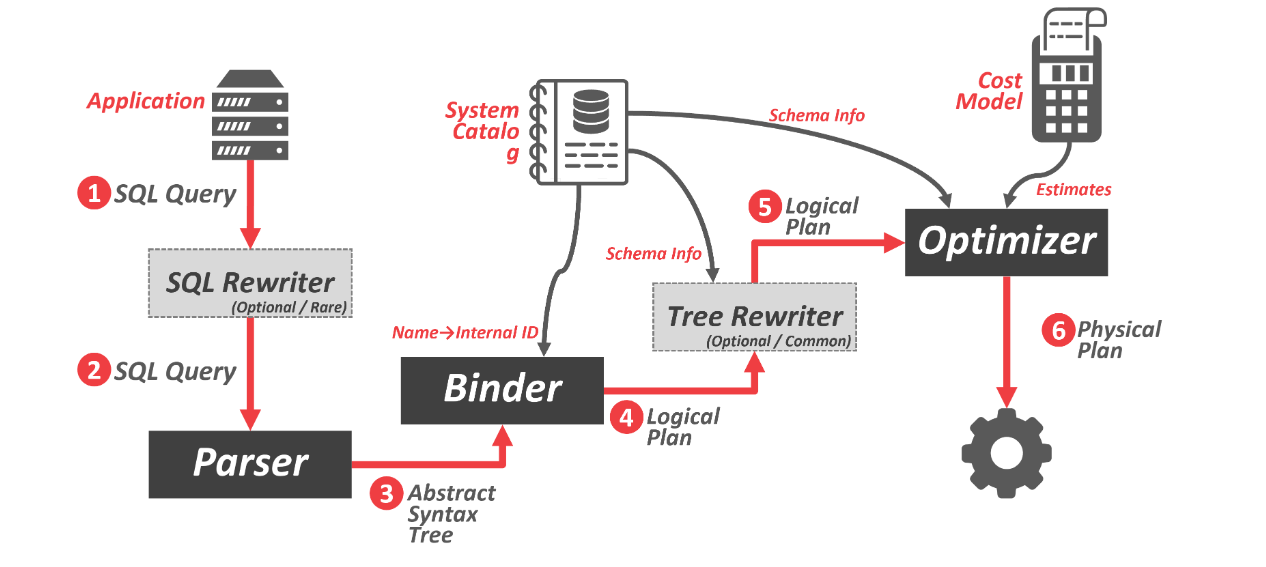 Application
1 SQL Query
SQL Rewriter
(Optional / Rare)
2 SQL Query
Parser
3 Abstract
Syntax
Tree
System
Catalo
g
Name→Internal ID
Binder
4 Logical
Plan
Schema Info
Tree Rewriter
(Optional / Common)
5 Logical
Plan
Schema Info
Cost
Model
Estimates
Optimizer
6 Physical
Plan